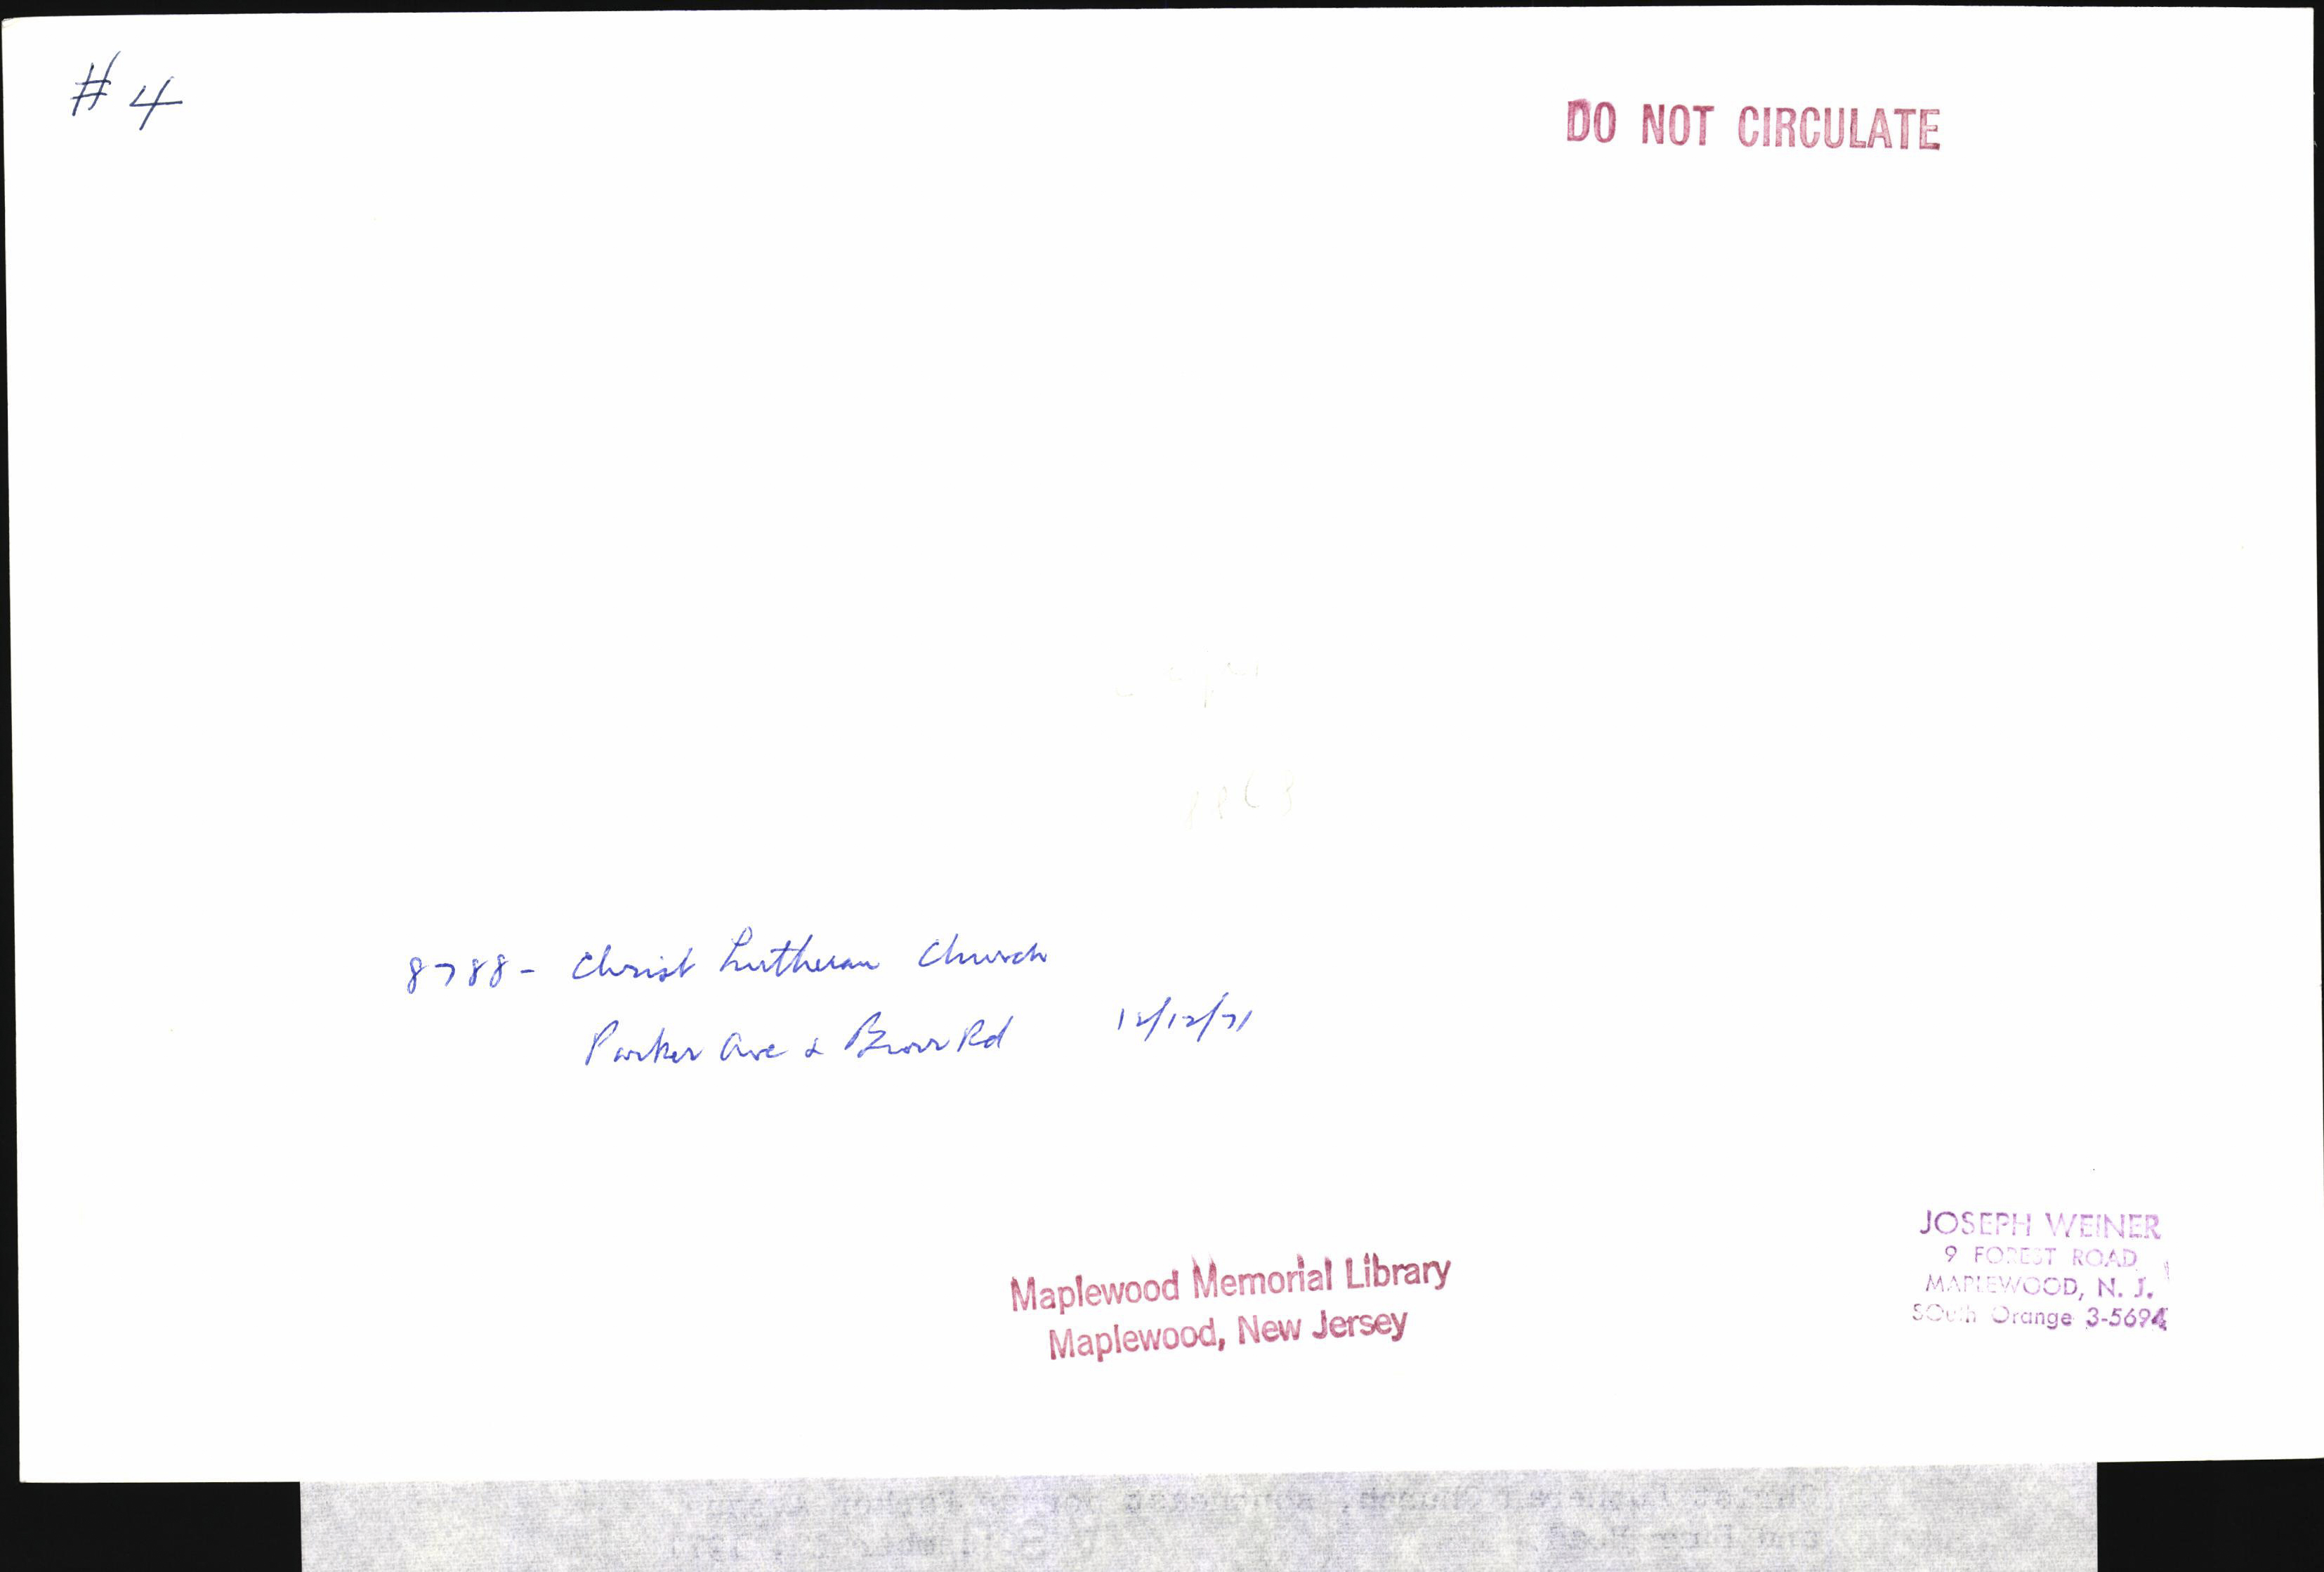 # 4
DO NOT CIRCULATE
8788- Christ Lutheran Church
Parker Ave & Rd 12/12/71
Maplewood Memorial Library
Maplewood, New Jersey
JOSEPH WEINER
9 FOREST ROAD
MAPLEWOOD, N. J.
SOuth Orange 3-5694